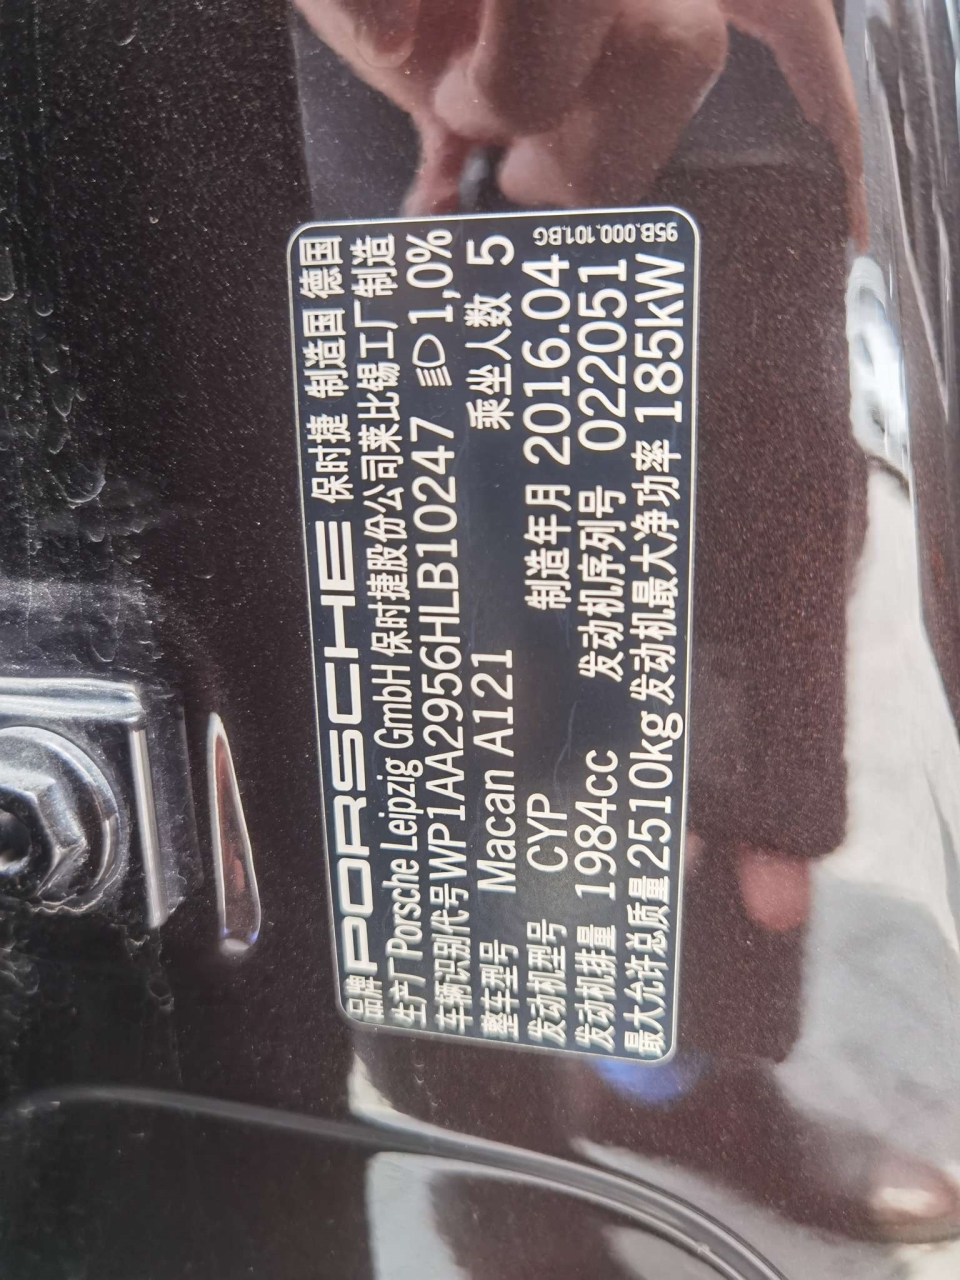 品牌 PORSCHE 保时捷 制造国 德国
生产厂 Porsche Leipzig GmbH 保时捷股份公司莱比锡工厂制造
车辆识别代号 WP1AA2956HLB10247 1,0%
整车型号 Macan A121 乘坐人数 5
发动机型号 CYP 制造年月 2016.04
发动机排量 1984cc 发动机序列号 022051
最大允许总质量 2510kg 发动机最大净功率 185kW
95B.000.101.BG